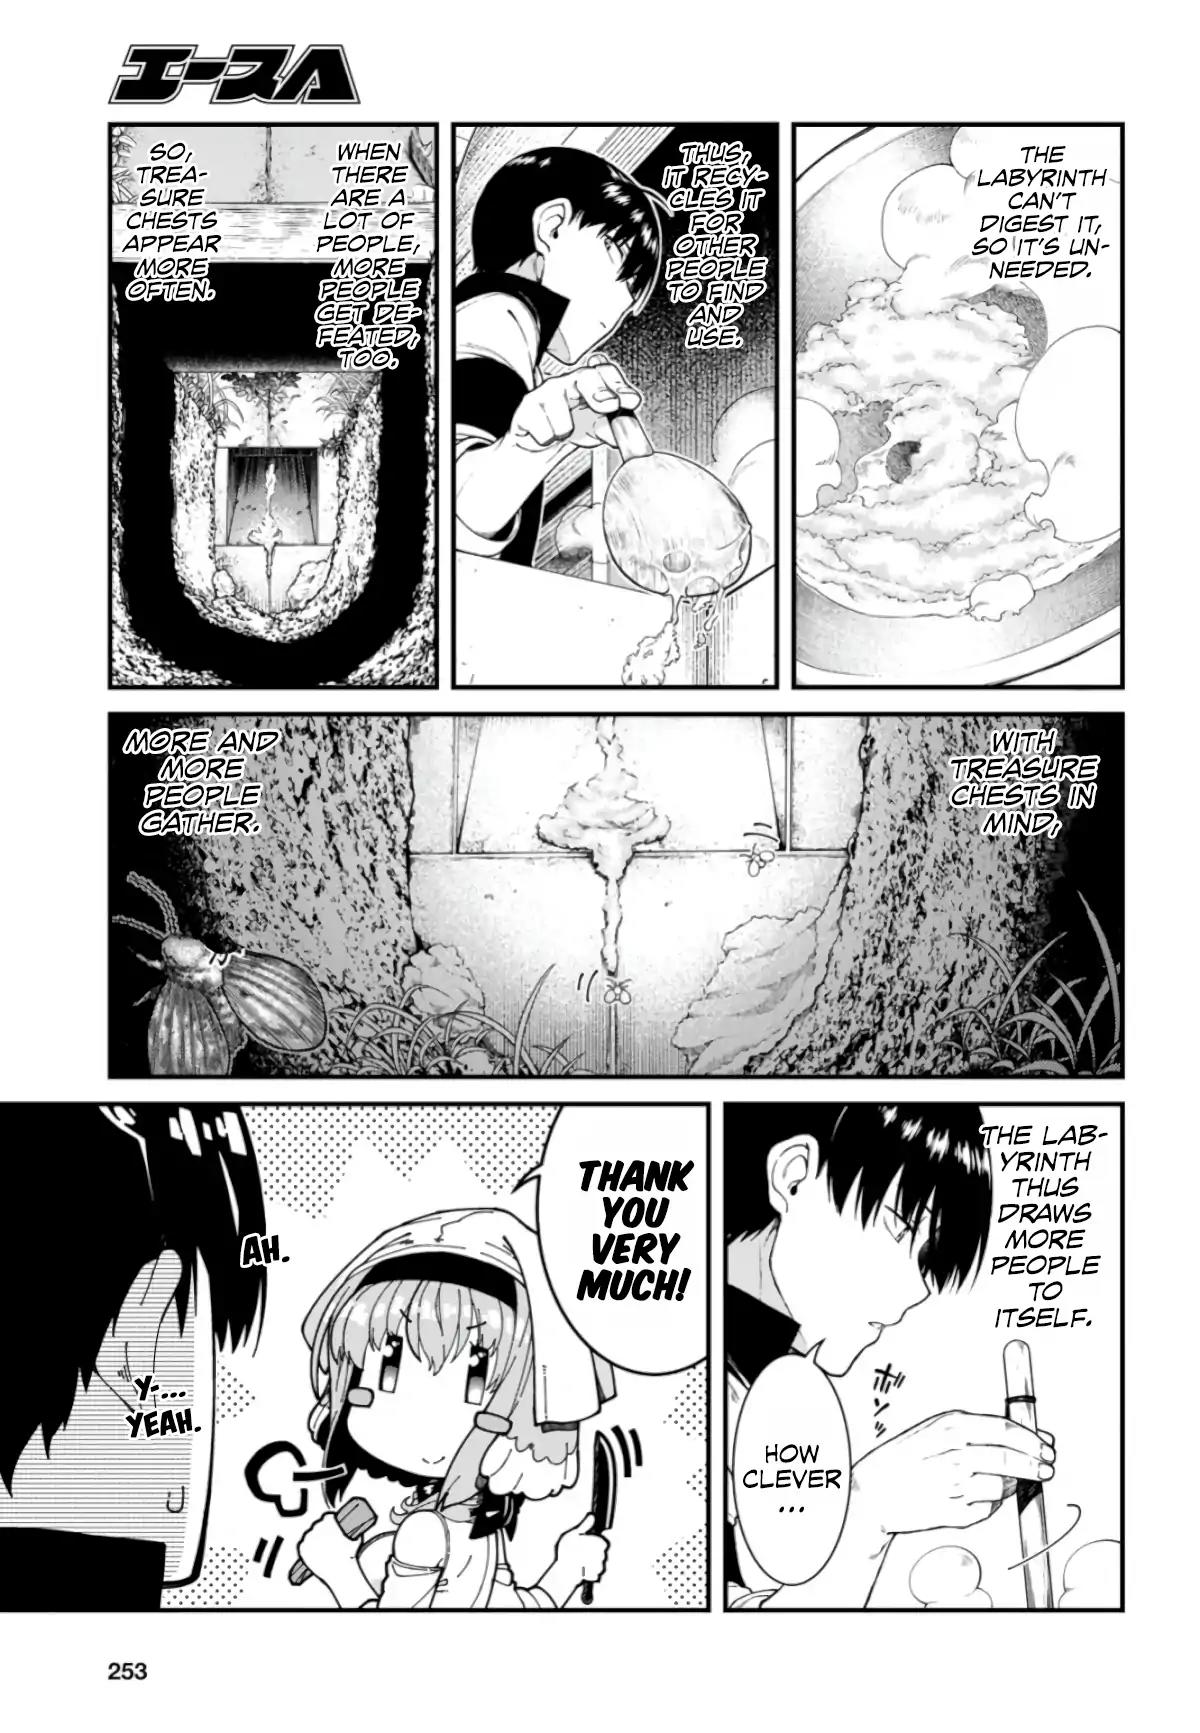 エースA
THE
LABYRINTH
CAN'T
DIGEST IT,
SO IT'S UN-
NEEDED.
THUS,
IT RECY-
CLES IT
FOR
OTHER
PEOPLE
TO FIND
AND
USE.
WHEN
THERE
ARE A
LOT OF
PEOPLE,
MORE
PEOPLE
GET DE-
FEATED,
TOO.
SO,
TREA-
SURE
CHESTS
APPEAR
MORE
OFTEN.
WITH
TREASURE
CHESTS IN
MIND,
MORE AND
MORE
PEOPLE
GATHER.
THE LAB-
YRINTH
THUS
DRAWS
MORE
PEOPLE
TO
ITSELF.
ポン
HOW
CLEVER
...
THANK
YOU
VERY
MUCH!
AH.
Y-...
YEAH.
253